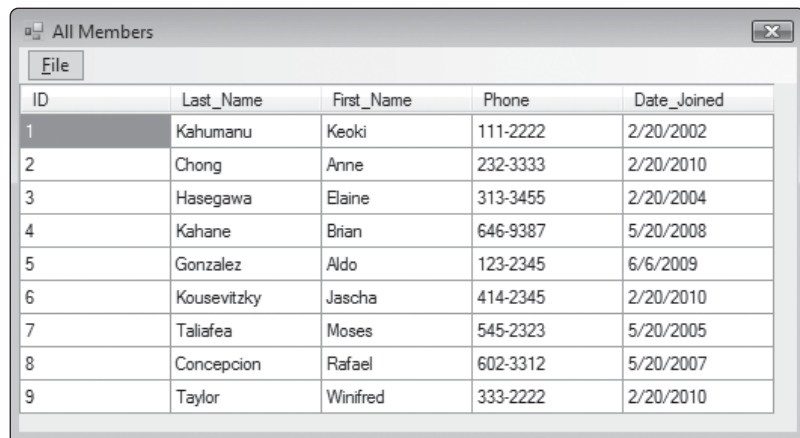 All Members
File
ID Last_Name First_Name Phone Date_Joined
1 Kahumanu Keoki 111-2222 2/20/2002
2 Chong Anne 232-3333 2/20/2010
3 Hasegawa Elaine 313-3455 2/20/2004
4 Kahane Brian 646-9387 5/20/2008
5 Gonzalez Aldo 123-2345 6/6/2009
6 Kousevitzky Jascha 414-2345 2/20/2010
7 Taliafea Moses 545-2323 5/20/2005
8 Concepcion Rafael 602-3312 5/20/2007
9 Taylor Winifred 333-2222 2/20/2010